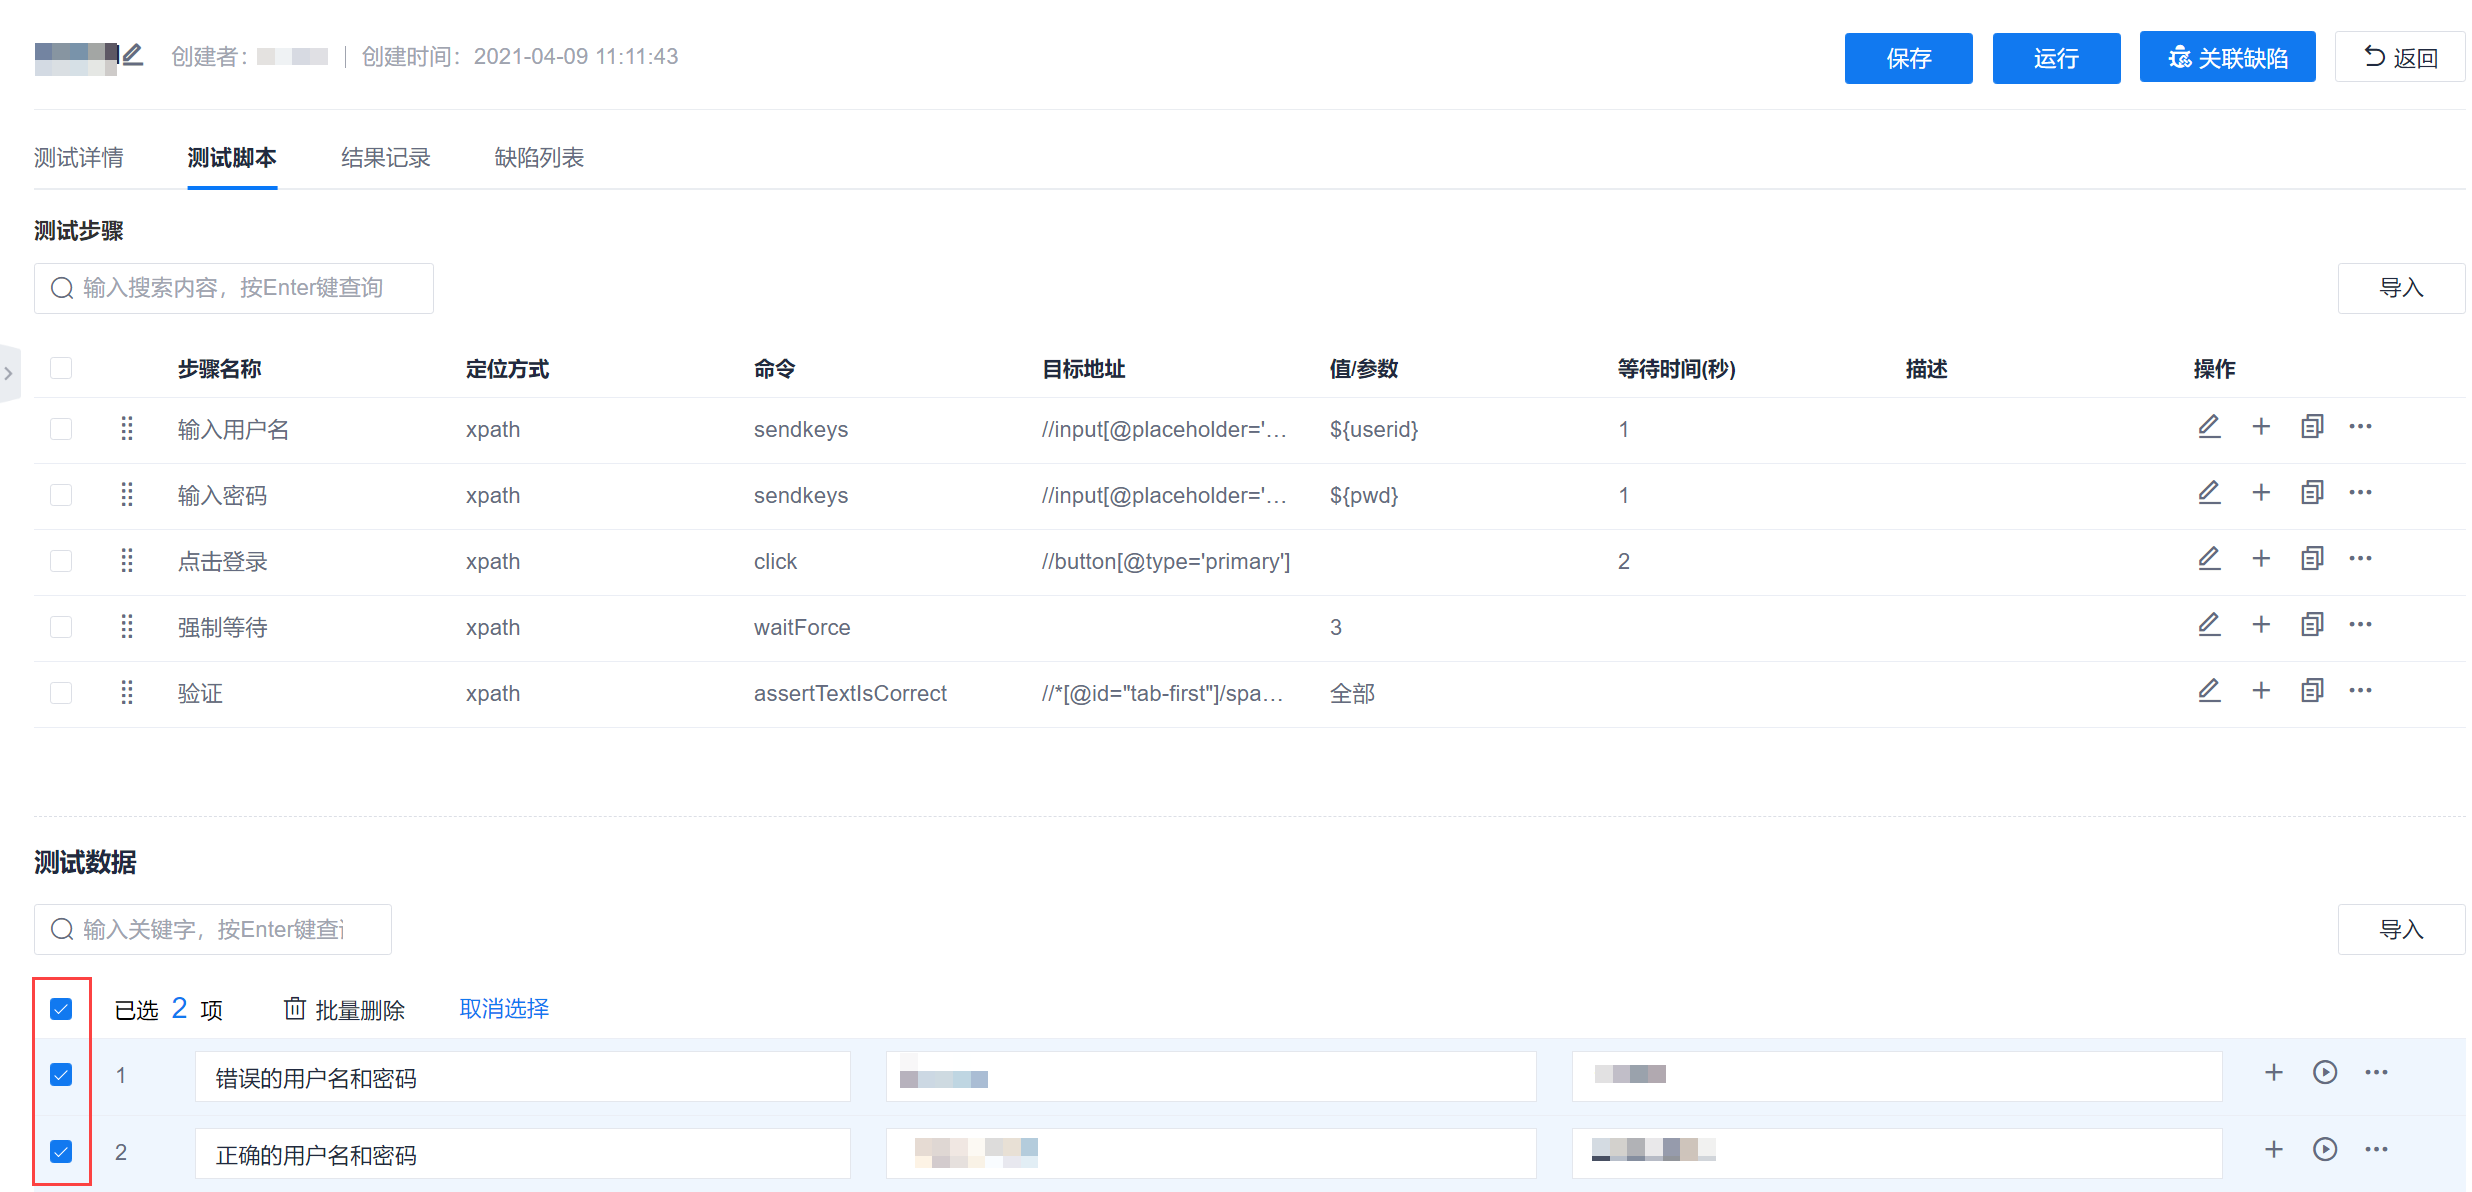 创建者： 创建时间：2021-04-09 11:11:43 保存 运行 关联缺陷 返回
测试详情 测试脚本 结果记录 缺陷列表
测试步骤
输入搜索内容，按Enter键查询 导入
步骤名称 定位方式 命令 目标地址 值/参数 等待时间(秒) 描述 操作
输入用户名 xpath sendkeys //input[@placeholder='... ${userid} 1
输入密码 xpath sendkeys //input[@placeholder='... ${pwd} 1
点击登录 xpath click //button[@type='primary'] 2
强制等待 xpath waitForce 3
验证 xpath assertTextIsCorrect //*[@id="tab-first"]/spa... 全部
测试数据
输入关键字，按Enter键查 导入
已选 2 项 批量删除 取消选择
1 错误的用户名和密码
2 正确的用户名和密码